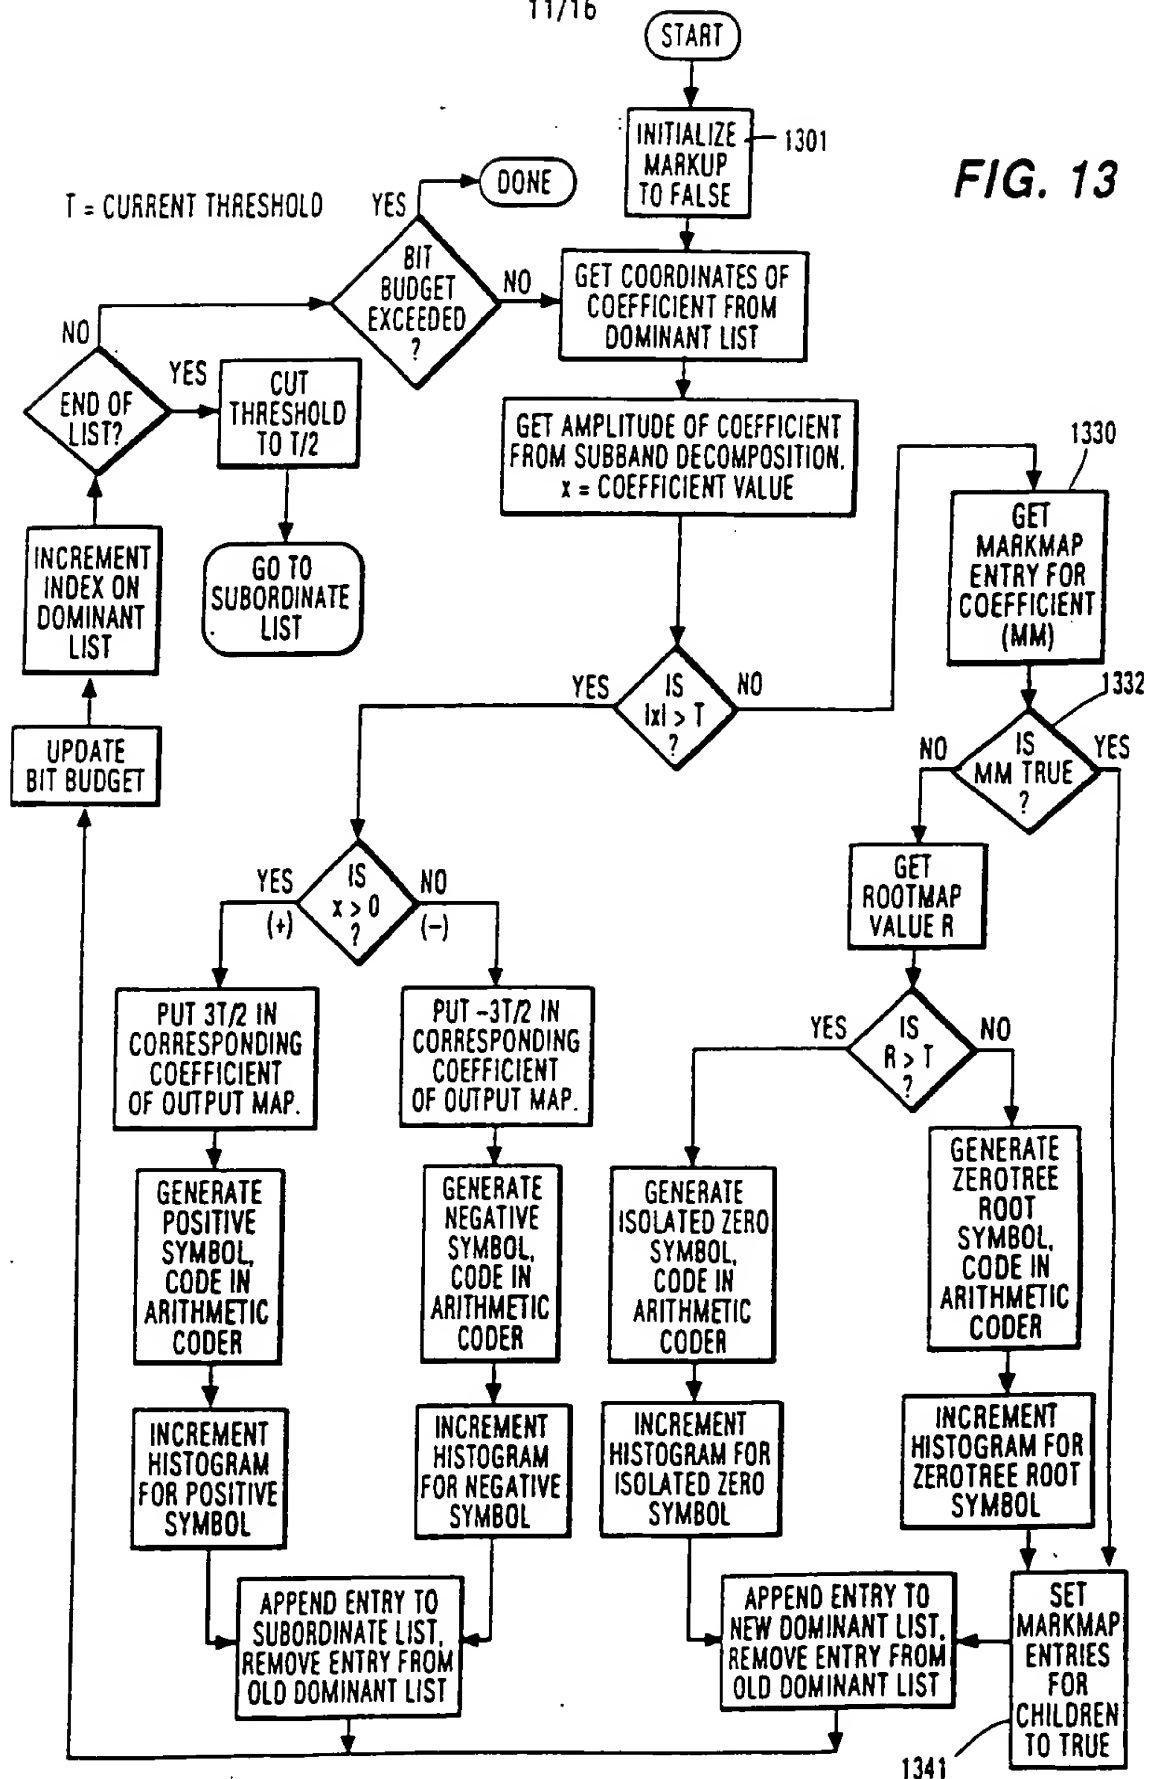 11/16
START
INITIALIZE
MARKUP
TO FALSE
1301
FIG. 13
T = CURRENT THRESHOLD
YES
DONE
BIT
BUDGET
EXCEEDED
?
NO
GET COORDINATES OF
COEFFICIENT FROM
DOMINANT LIST
NO
END OF
LIST?
YES
CUT
THRESHOLD
TO T/2
GO TO
SUBORDINATE
LIST
INCREMENT
INDEX ON
DOMINANT
LIST
UPDATE
BIT BUDGET
GET AMPLITUDE OF COEFFICIENT
FROM SUBBAND DECOMPOSITION.
x = COEFFICIENT VALUE
1330
GET
MARKMAP
ENTRY FOR
COEFFICIENT
(MM)
YES
IS
|x| > T
?
NO
1332
NO
IS
MM TRUE
?
YES
GET
ROOTMAP
VALUE R
YES
(+)
IS
x > 0
?
NO
(-)
YES
IS
R > T
?
NO
PUT 3T/2 IN
CORRESPONDING
COEFFICIENT
OF OUTPUT MAP.
PUT -3T/2 IN
CORRESPONDING
COEFFICIENT
OF OUTPUT MAP.
GENERATE
POSITIVE
SYMBOL,
CODE IN
ARITHMETIC
CODER
GENERATE
NEGATIVE
SYMBOL,
CODE IN
ARITHMETIC
CODER
GENERATE
ISOLATED ZERO
SYMBOL,
CODE IN
ARITHMETIC
CODER
GENERATE
ZEROTREE
ROOT
SYMBOL,
CODE IN
ARITHMETIC
CODER
INCREMENT
HISTOGRAM
FOR POSITIVE
SYMBOL
INCREMENT
HISTOGRAM
FOR NEGATIVE
SYMBOL
INCREMENT
HISTOGRAM FOR
ISOLATED ZERO
SYMBOL
INCREMENT
HISTOGRAM FOR
ZEROTREE ROOT
SYMBOL
APPEND ENTRY TO
SUBORDINATE LIST,
REMOVE ENTRY FROM
OLD DOMINANT LIST
APPEND ENTRY TO
NEW DOMINANT LIST,
REMOVE ENTRY FROM
OLD DOMINANT LIST
SET
MARKMAP
ENTRIES
FOR
CHILDREN
TO TRUE
1341